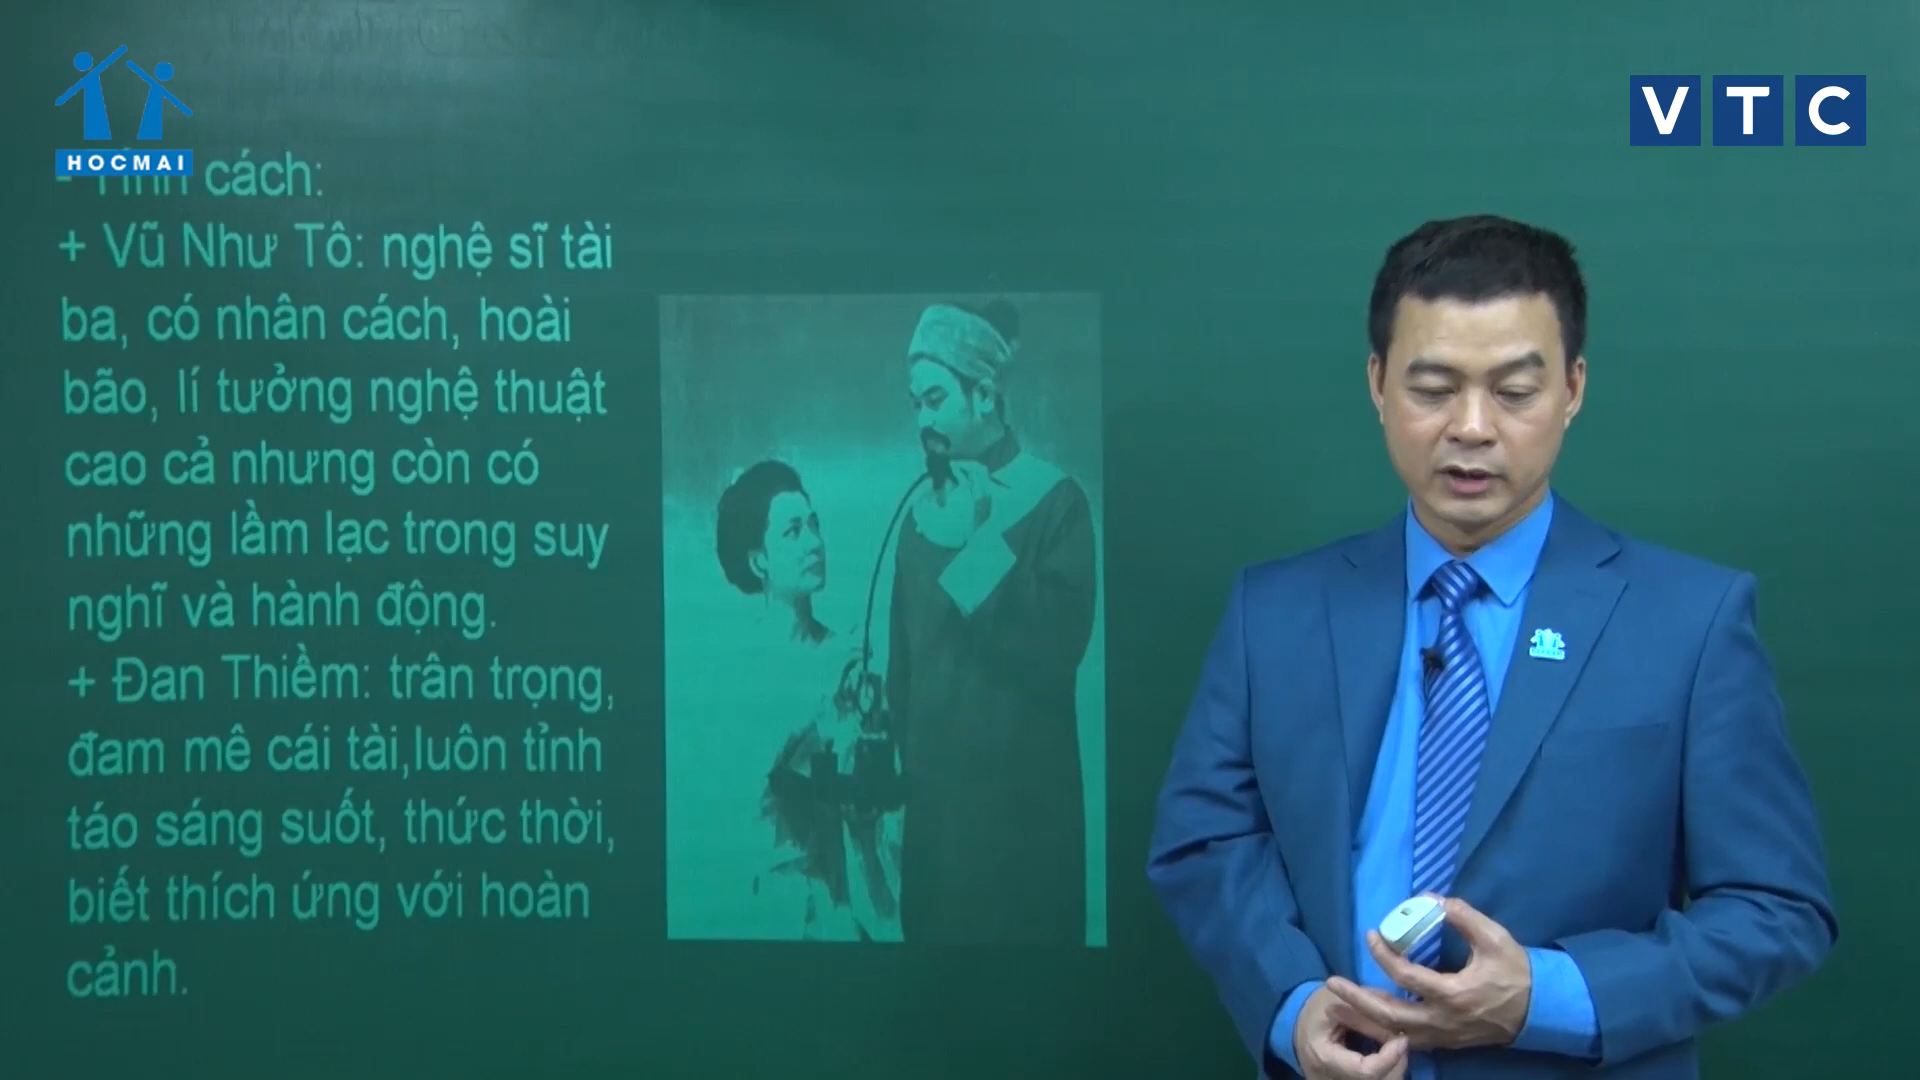 HOCMAI
VTC
- Tính cách:
+ Vũ Như Tô: nghệ sĩ tài
ba, có nhân cách, hoài
bão, lí tưởng nghệ thuật
cao cả nhưng còn có
những lầm lạc trong suy
nghĩ và hành động.
+ Đan Thiềm: trân trọng,
đam mê cái tài,luôn tỉnh
táo sáng suốt, thức thời,
biết thích ứng với hoàn
cảnh.